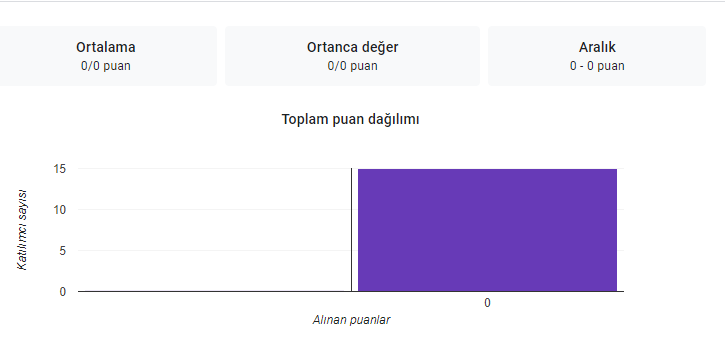 Ortalama
0/0 puan
Ortanca değer
0/0 puan
Aralık
0 - 0 puan
Toplam puan dağılımı
Katılımcı sayısı
15
10
5
0
0
Alınan puanlar